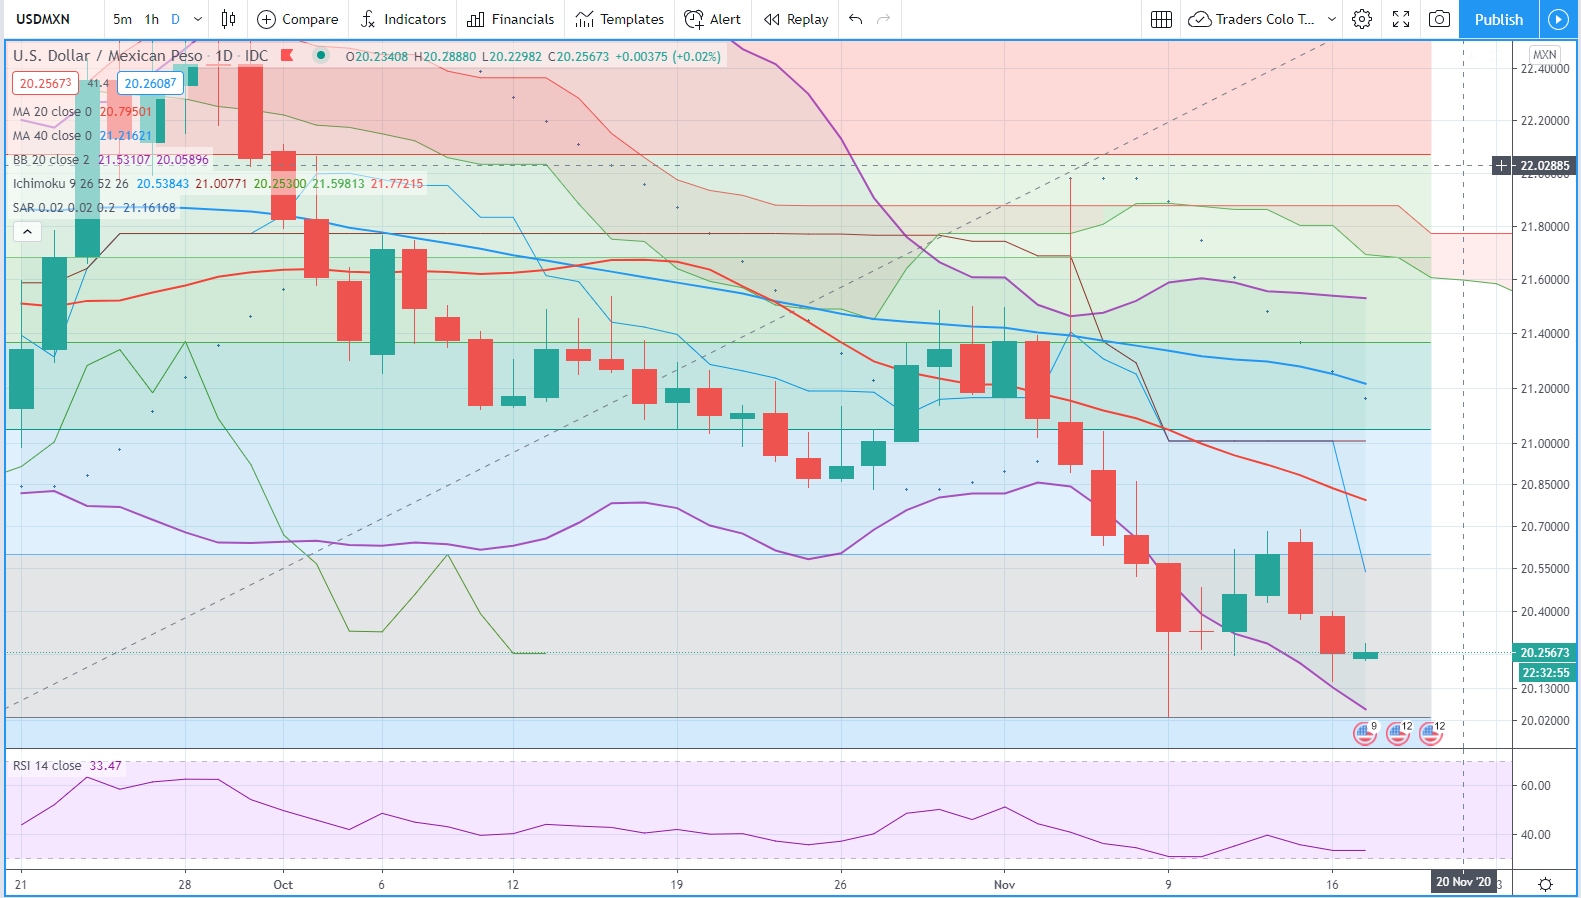 USDMXN 5m 1h D Compare Indicators Financials Templates Alert Replay Traders Colo T... Publish
U.S. Dollar / Mexican Peso · 1D · IDC O20.23408 H20.28880 L20.22982 C20.25673 +0.00375 (+0.02%)
20.25673 41.4 20.26087
MA 20 close 0 20.79501
MA 40 close 0 21.21621
BB 20 close 2 21.53107 20.05896
Ichimoku 9 26 52 26 20.53843 21.00771 20.25300 21.59813 21.77215
SAR 0.02 0.02 0.2 21.16168
MXN
22.40000
22.20000
22.02885
22.00000
21.80000
21.60000
21.40000
21.20000
21.00000
20.85000
20.70000
20.55000
20.40000
20.25673
22:32:55
20.13000
20.02000
9 12 12
RSI 14 close 33.47
60.00
40.00
21 28 Oct 6 12 19 26 Nov 9 16 20 Nov '20 3